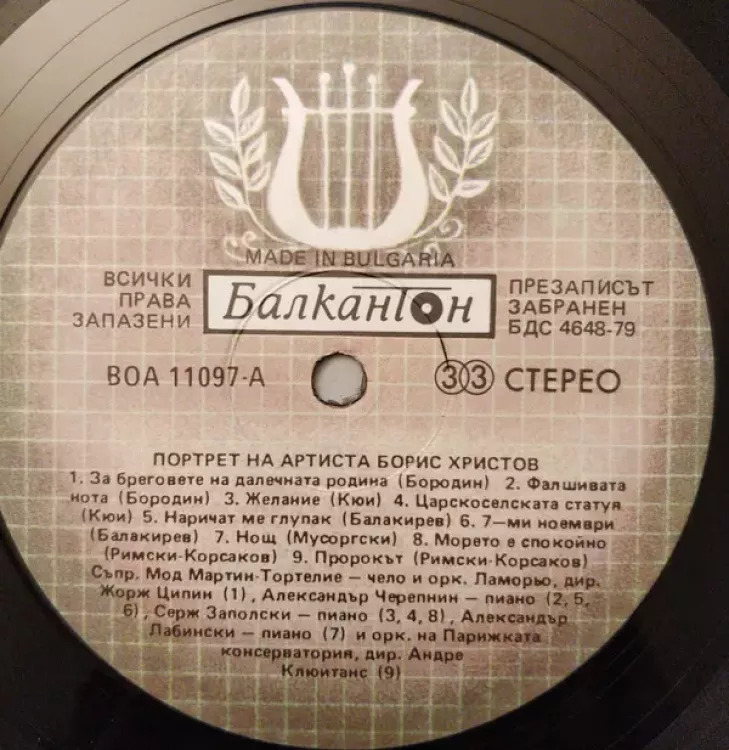 MADE IN BULGARIA
ВСИЧКИ
ПРАВА
ЗАПАЗЕНИ
Балкантон
ПРЕЗАПИСЪТ
ЗАБРАНЕН
БДС 4648-79
ВОА 11097-А
33 СТЕРЕО
ПОРТРЕТ НА АРТИСТА БОРИС ХРИСТОВ
1. За бреговете на далечната родина (Бородин) 2. Фалшивата
нота (Бородин) 3. Желание (Кюи) 4. Царскоселската статуя
(Кюи) 5. Наричат ме глупак (Балакирев) 6. 7-ми ноември
(Балакирев) 7. Нощ (Мусоргски) 8. Морето е спокойно
(Римски-Корсаков) 9. Пророкът (Римски-Корсаков)
Съпр. Мод Мартин-Тортелие – чело и орк. Ламорьо, дир.
Жорж Ципин (1), Александър Черепнин – пиано (2, 5,
6), Серж Заполски – пиано (3, 4, 8), Александър
Лабински – пиано (7) и орк. на Парижката
консерватория, дир. Андре
Клюитанс (9)